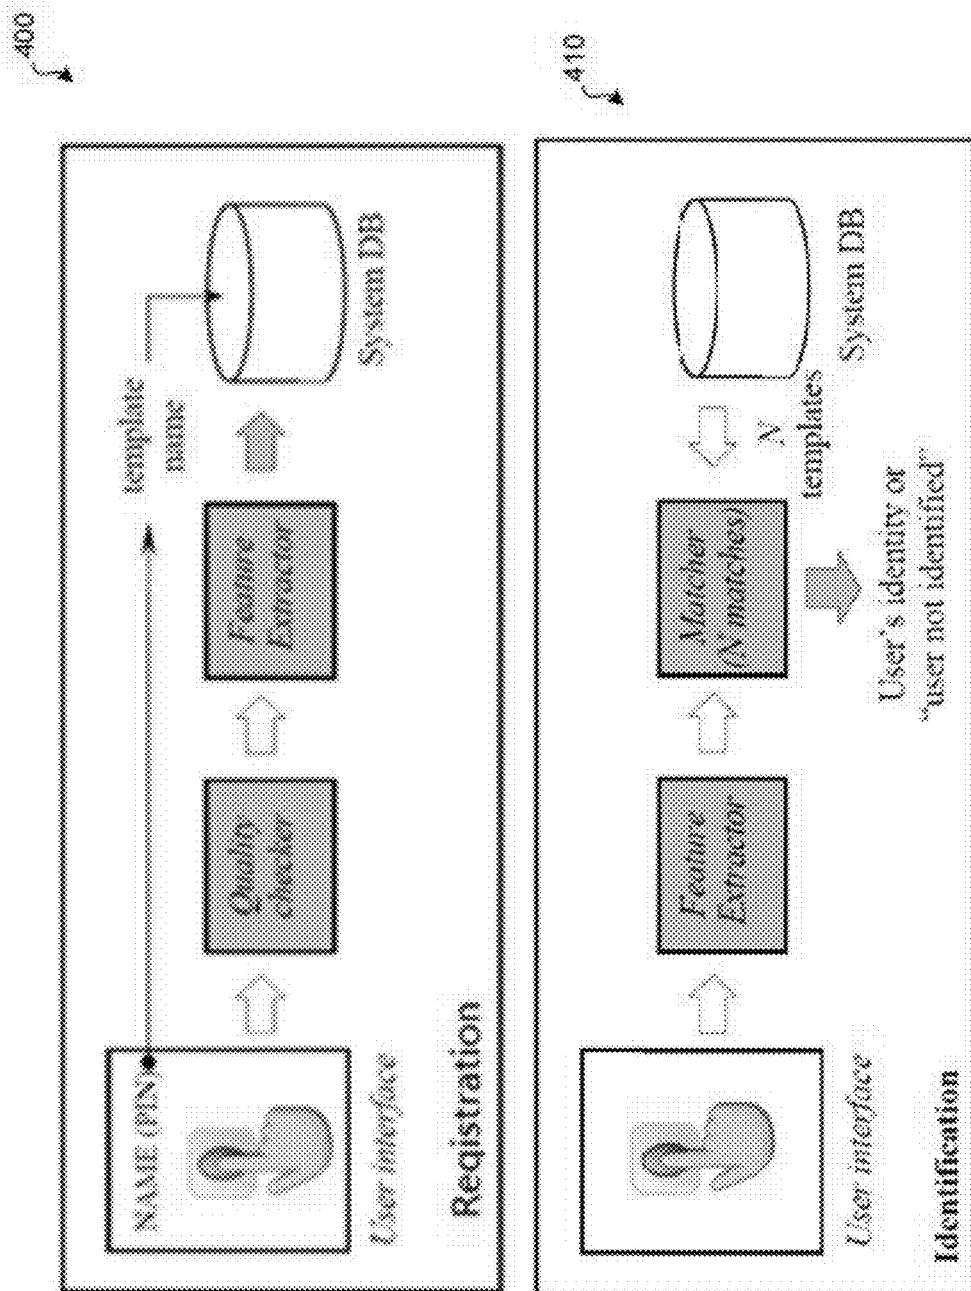 400
NAME (PIN)
template
name
Quality
checker
Feature
Extractor
User interface
System DB
Registration
410
Feature
Extractor
Matcher
(N matches)
N
templates
User interface
System DB
User's identity or
"user not identified"
Identification